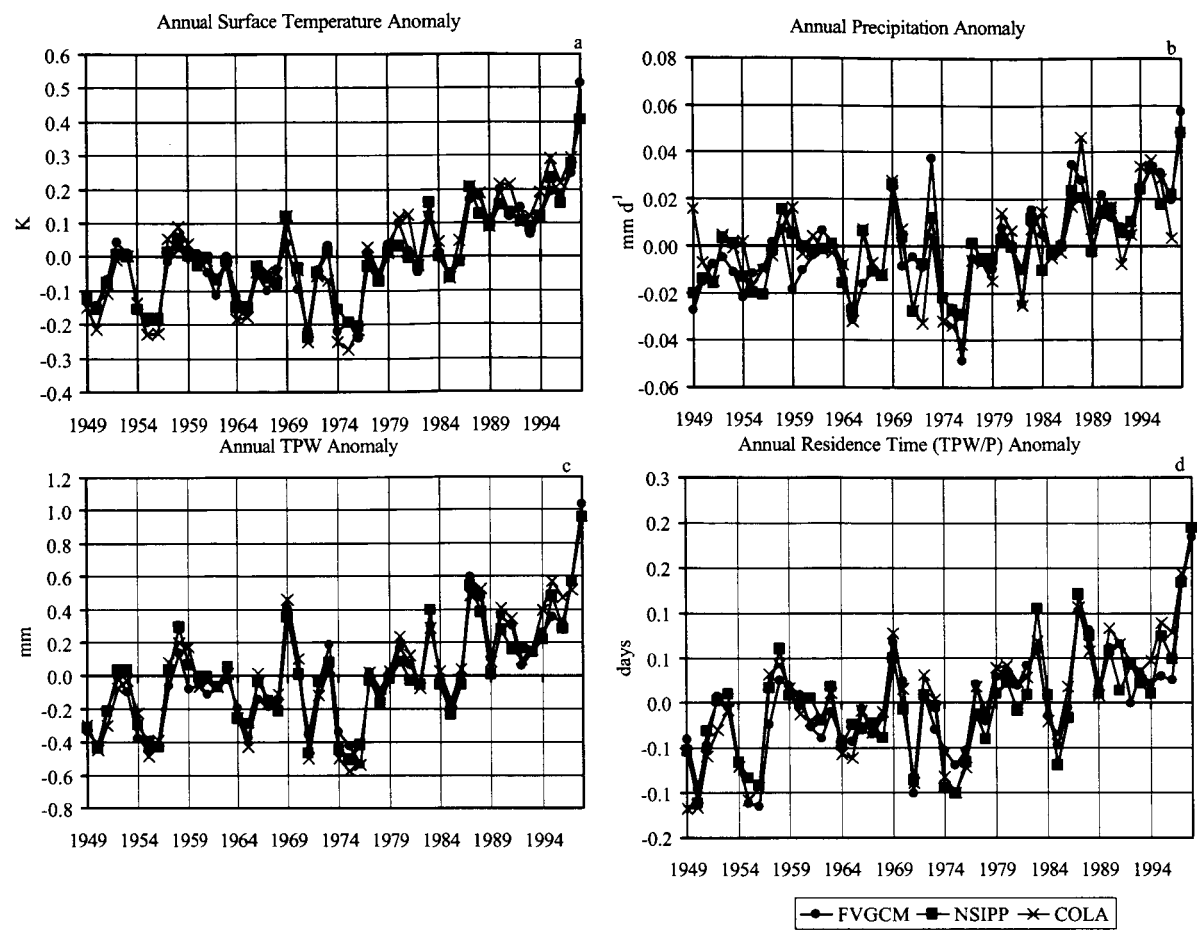 Annual Surface Temperature Anomaly
a
0.6
0.5
0.4
0.3
0.2
0.1
0.0
-0.1
-0.2
-0.3
-0.4
K
1949 1954 1959 1964 1969 1974 1979 1984 1989 1994
Annual Precipitation Anomaly
b
0.08
0.06
0.04
0.02
0.00
-0.02
-0.04
-0.06
mm d¹
1949 1954 1959 1964 1969 1974 1979 1984 1989 1994
Annual TPW Anomaly
c
1.2
1.0
0.8
0.6
0.4
0.2
0.0
-0.2
-0.4
-0.6
-0.8
mm
1949 1954 1959 1964 1969 1974 1979 1984 1989 1994
Annual Residence Time (TPW/P) Anomaly
d
0.3
0.2
0.2
0.1
0.1
0.0
-0.1
-0.1
-0.2
days
1949 1954 1959 1964 1969 1974 1979 1984 1989 1994
FVGCM NSIPP COLA